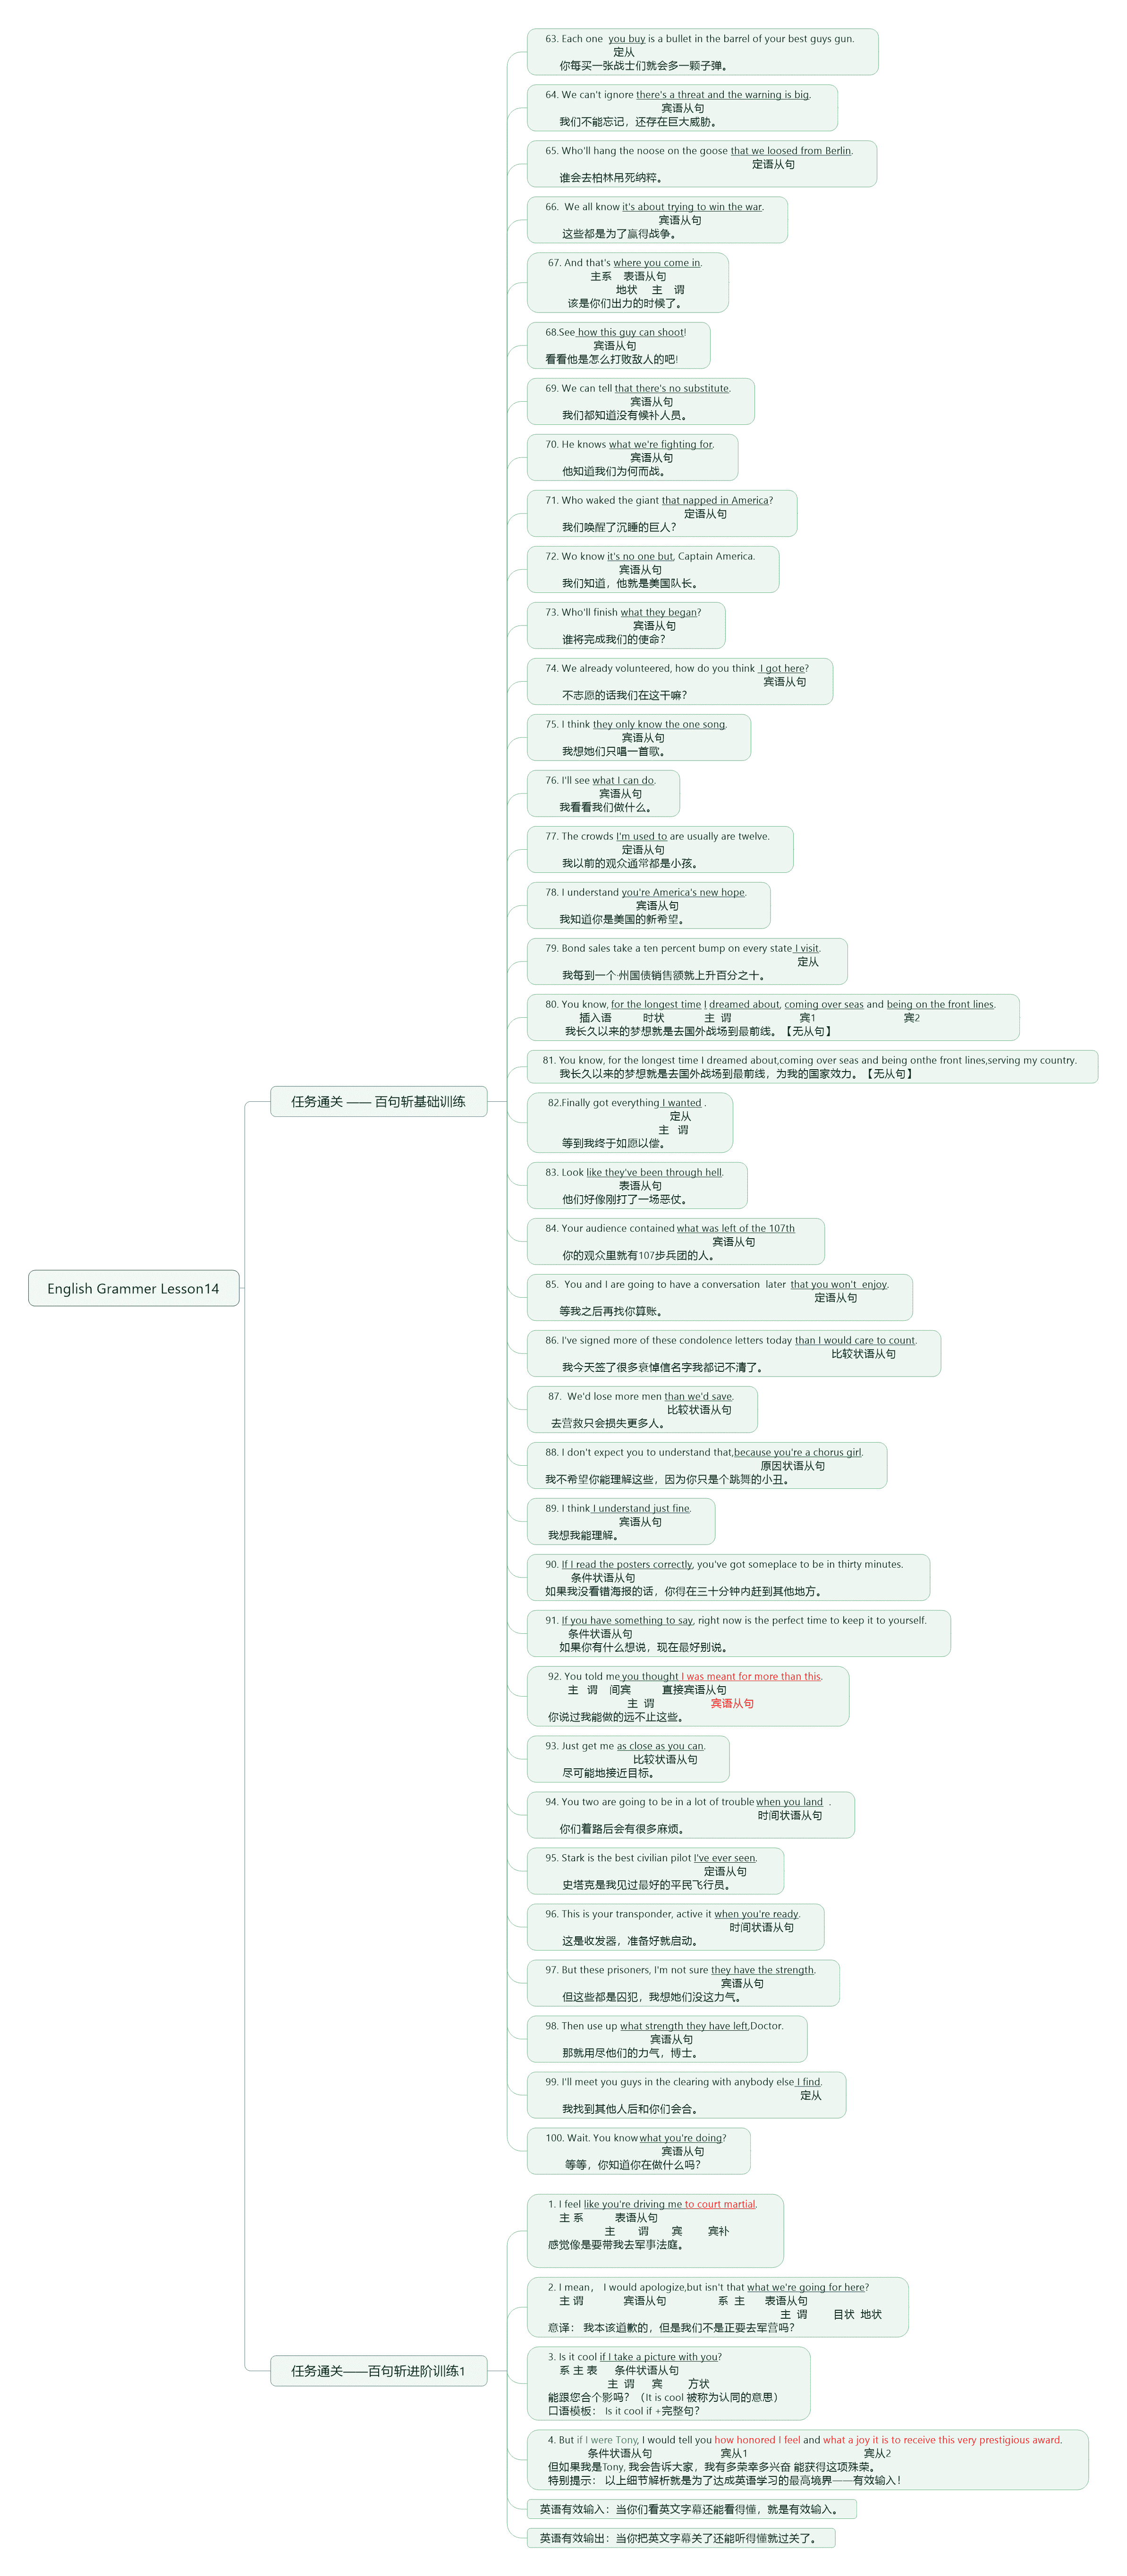 English Grammer Lesson14
任务通关 —— 百句斩基础训练
63. Each one  you buy is a bullet in the barrel of your best guys gun.
定从
你每买一张战士们就会多一颗子弹。
64. We can't ignore there's a threat and the warning is big.
宾语从句
我们不能忘记，还存在巨大威胁。
65. Who'll hang the noose on the goose that we loosed from Berlin.
定语从句
谁会去柏林吊死纳粹。
66.  We all know it's about trying to win the war.
宾语从句
这些都是为了赢得战争。
67. And that's where you come in.
主系    表语从句
地状     主    谓
该是你们出力的时候了。
68.See how this guy can shoot!
宾语从句
看看他是怎么打败敌人的吧!
69. We can tell that there's no substitute.
宾语从句
我们都知道没有候补人员。
70. He knows what we're fighting for.
宾语从句
他知道我们为何而战。
71. Who waked the giant that napped in America?
定语从句
我们唤醒了沉睡的巨人?
72. Wo know it's no one but, Captain America.
宾语从句
我们知道，他就是美国队长。
73. Who'll finish what they began?
宾语从句
谁将完成我们的使命?
74. We already volunteered, how do you think  I got here?
宾语从句
不志愿的话我们在这干嘛?
75. I think they only know the one song.
宾语从句
我想她们只唱一首歌。
76. I'll see what I can do.
宾语从句
我看看我们做什么。
77. The crowds I'm used to are usually are twelve.
定语从句
我以前的观众通常都是小孩。
78. I understand you're America's new hope.
宾语从句
我知道你是美国的新希望。
79. Bond sales take a ten percent bump on every state I visit.
定从
我每到一个·州国债销售额就上升百分之十。
80. You know, for the longest time I dreamed about, coming over seas and being on the front lines.
插入语           时状              主  谓                        宾1                               宾2
我长久以来的梦想就是去国外战场到最前线。【无从句】
81. You know, for the longest time I dreamed about,coming over seas and being onthe front lines,serving my country.
我长久以来的梦想就是去国外战场到最前线，为我的国家效力。【无从句】
82.Finally got everything I wanted .
定从
主   谓
等到我终于如愿以偿。
83. Look like they've been through hell.
表语从句
他们好像刚打了一场恶仗。
84. Your audience contained what was left of the 107th
宾语从句
你的观众里就有107步兵团的人。
85.  You and I are going to have a conversation  later  that you won't  enjoy.
定语从句
等我之后再找你算账。
86. I've signed more of these condolence letters today than I would care to count.
比较状语从句
我今天签了很多哀悼信名字我都记不清了。
87.  We'd lose more men than we'd save.
比较状语从句
去营救只会损失更多人。
88. I don't expect you to understand that,because you're a chorus girl.
原因状语从句
我不希望你能理解这些，因为你只是个跳舞的小丑。
89. I think I understand just fine.
宾语从句
我想我能理解。
90. If I read the posters correctly, you've got someplace to be in thirty minutes.
条件状语从句
如果我没看错海报的话，你得在三十分钟内赶到其他地方。
91. If you have something to say, right now is the perfect time to keep it to yourself.
条件状语从句
如果你有什么想说，现在最好别说。
92. You told me you thought I was meant for more than this.
主   谓    间宾           直接宾语从句
主  谓                    宾语从句
你说过我能做的远不止这些。
93. Just get me as close as you can.
比较状语从句
尽可能地接近目标。
94. You two are going to be in a lot of trouble when you land  .
时间状语从句
你们着路后会有很多麻烦。
95. Stark is the best civilian pilot I've ever seen.
定语从句
史塔克是我见过最好的平民飞行员。
96. This is your transponder, active it when you're ready.
时间状语从句
这是收发器，准备好就启动。
97. But these prisoners, I'm not sure they have the strength.
宾语从句
但这些都是囚犯，我想她们没这力气。
98. Then use up what strength they have left,Doctor.
宾语从句
那就用尽他们的力气，博士。
99. I'll meet you guys in the clearing with anybody else I find.
定从
我找到其他人后和你们会合。
100. Wait. You know what you're doing?
宾语从句
等等，你知道你在做什么吗?
任务通关——百句斩进阶训练1
1. I feel like you're driving me to court martial.
主 系           表语从句
主        谓        宾         宾补
感觉像是要带我去军事法庭。
2. I mean， I would apologize,but isn't that what we're going for here?
主 谓              宾语从句                  系  主       表语从句
主  谓         目状  地状
意译： 我本该道歉的，但是我们不是正要去军营吗?
3. Is it cool if I take a picture with you?
系 主 表      条件状语从句
主  谓      宾         方状
能跟您合个影吗? （It is cool 被称为认同的意思）
口语模板： Is it cool if +完整句?
4. But if I were Tony, I would tell you how honored I feel and what a joy it is to receive this very prestigious award.
条件状语从句                        宾从1                                         宾从2
但如果我是Tony, 我会告诉大家，我有多荣幸多兴奋 能获得这项殊荣。
特别提示： 以上细节解析就是为了达成英语学习的最高境界——有效输入!
英语有效输入：当你们看英文字幕还能看得懂，就是有效输入。
英语有效输出：当你把英文字幕关了还能听得懂就过关了。